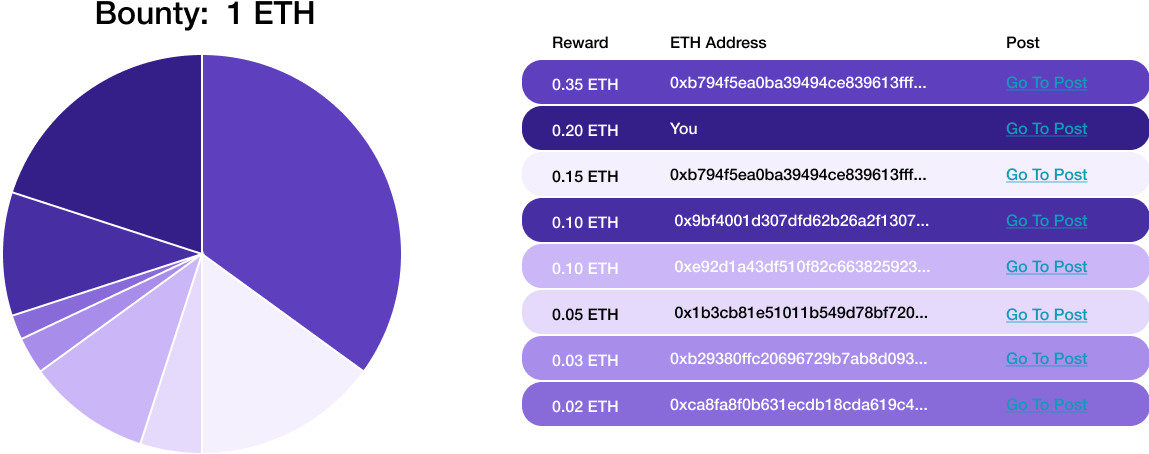 Bounty: 1 ETH
Reward ETH Address Post
0.35 ETH 0xb794f5ea0ba39494ce839613fff... Go To Post
0.20 ETH You Go To Post
0.15 ETH 0xb794f5ea0ba39494ce839613fff... Go To Post
0.10 ETH 0x9bf4001d307dfd62b26a2f1307... Go To Post
0.10 ETH 0xe92d1a43df510f82c663825923... Go To Post
0.05 ETH 0x1b3cb81e51011b549d78bf720... Go To Post
0.03 ETH 0xb29380ffc20696729b7ab8d093... Go To Post
0.02 ETH 0xca8fa8f0b631ecdb18cda619c4... Go To Post